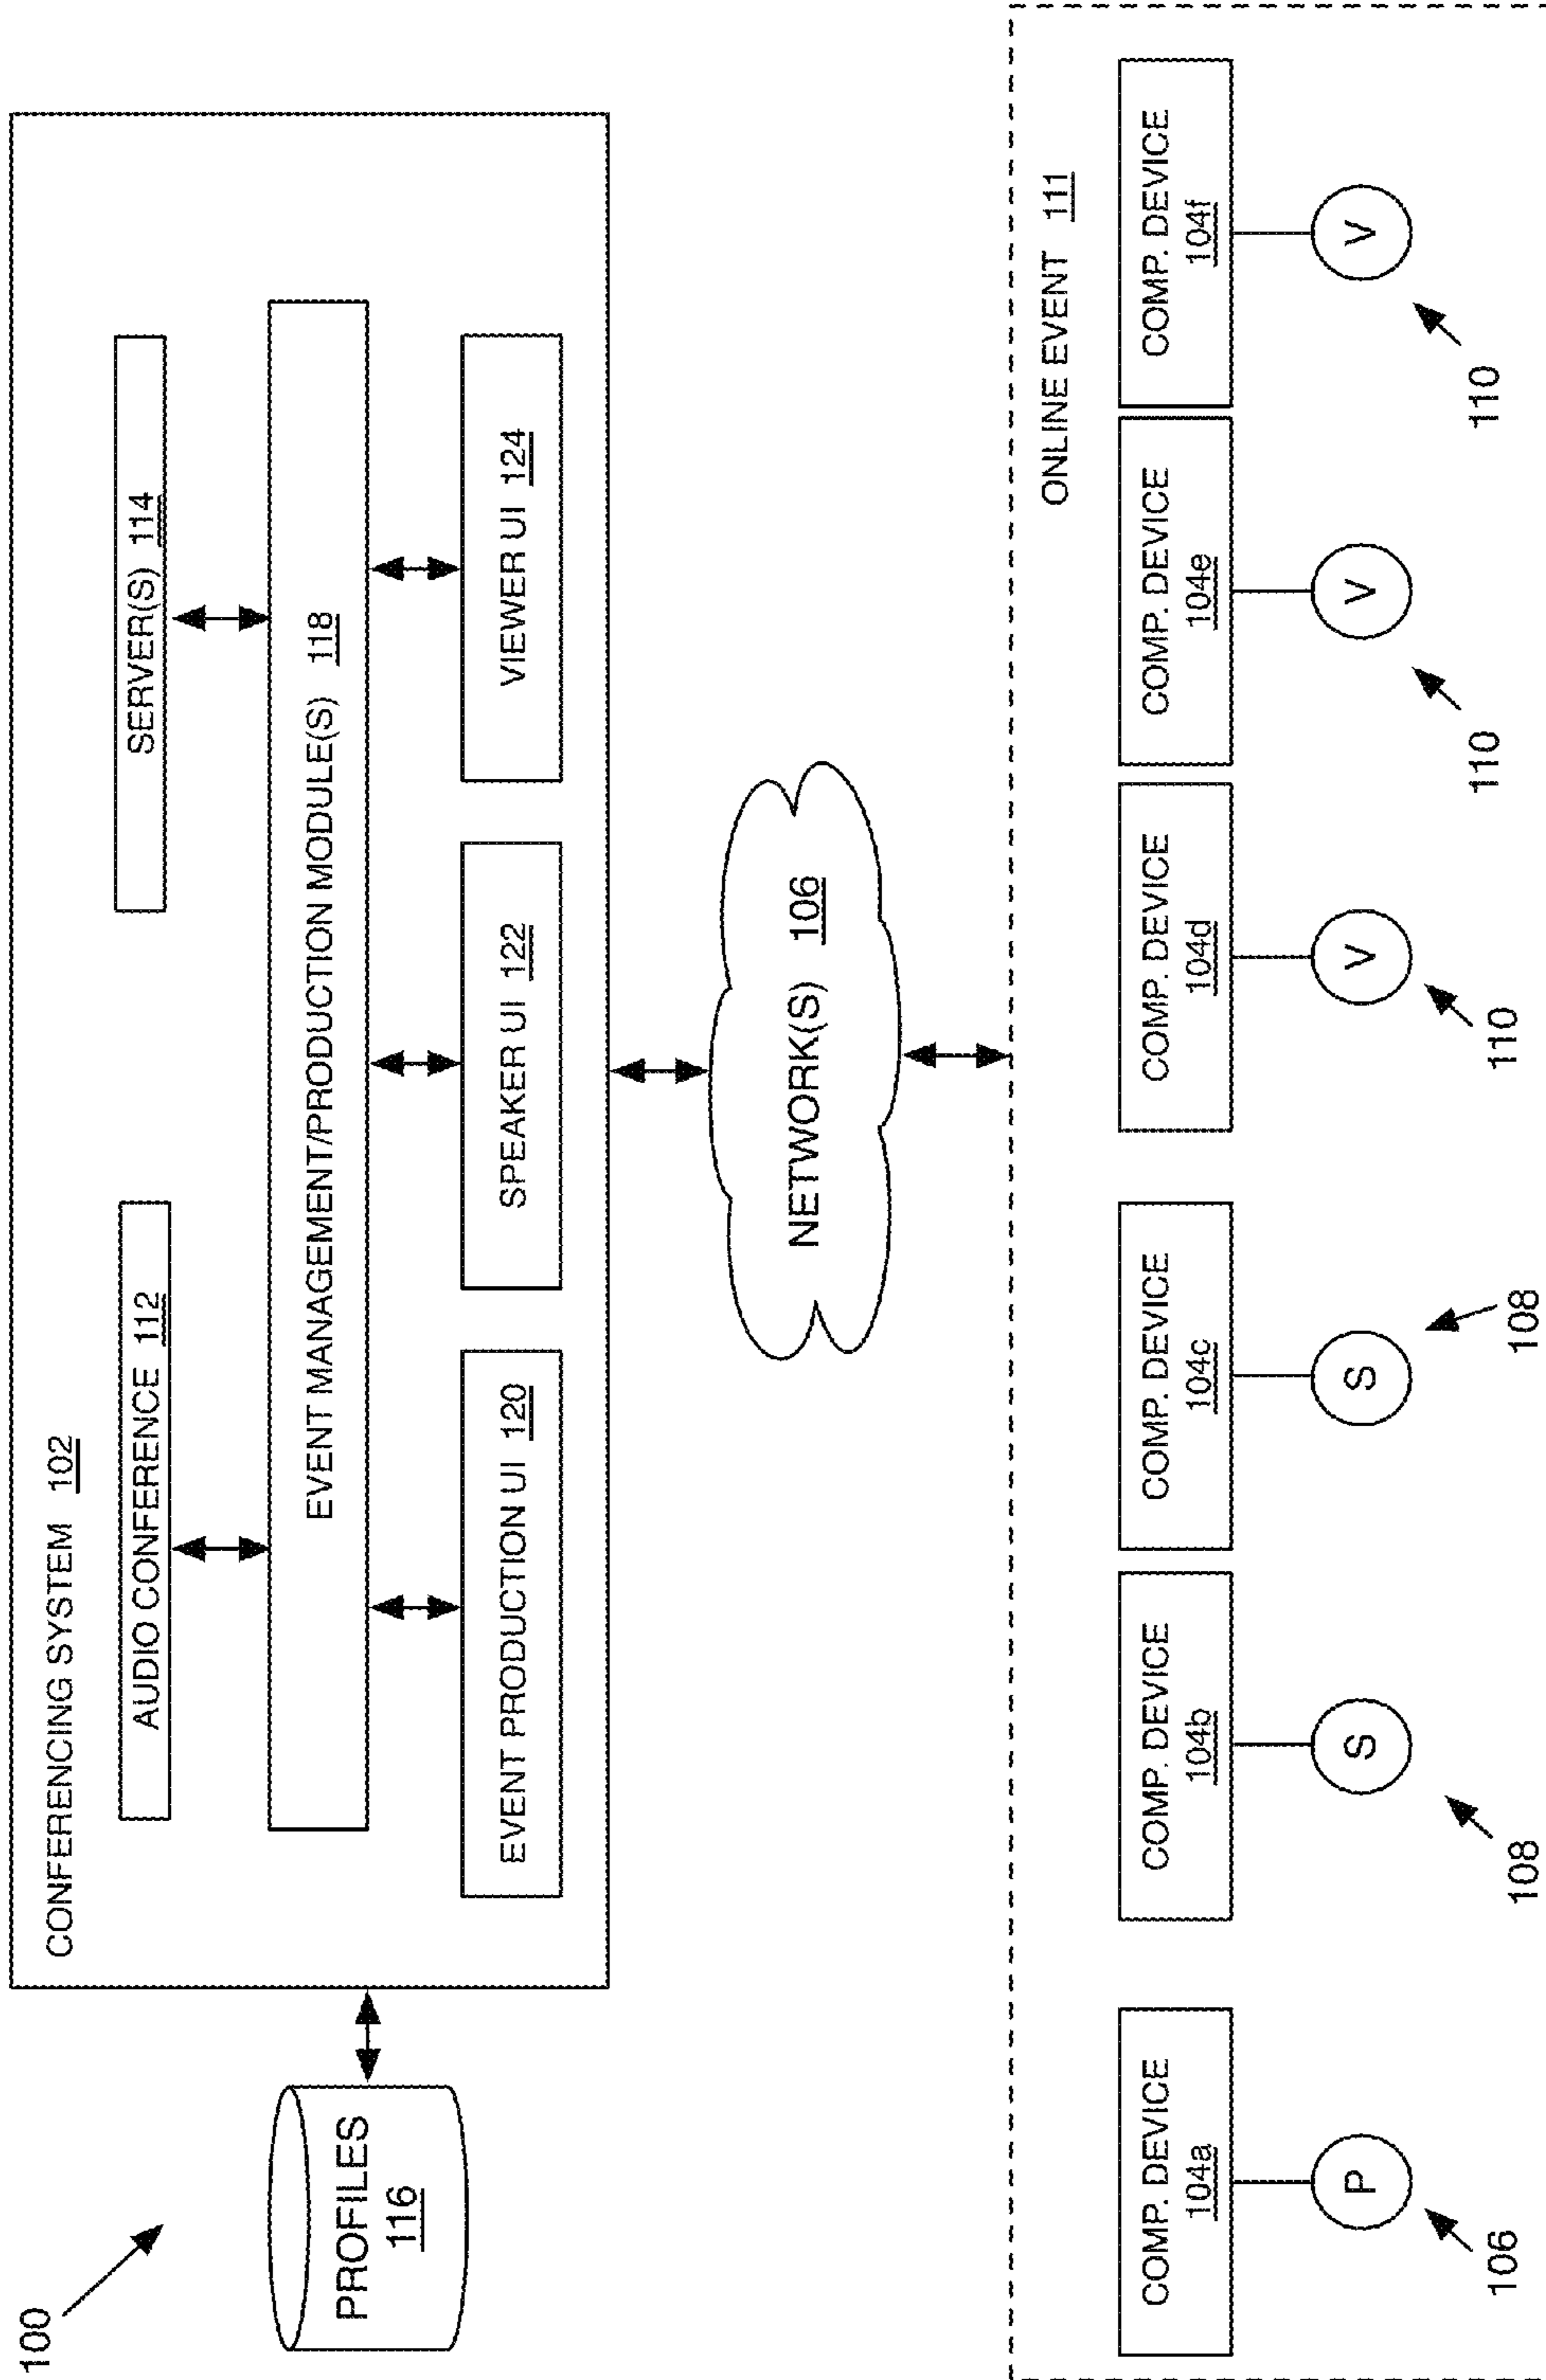 100
CONFERENCING SYSTEM 102
AUDIO CONFERENCE 112
SERVER(S) 114
EVENT MANAGEMENT/PRODUCTION MODULE(S) 118
PROFILES
116
EVENT PRODUCTION UI 120
SPEAKER UI 122
VIEWER UI 124
NETWORK(S) 106
ONLINE EVENT 111
COMP. DEVICE
104a
COMP. DEVICE
104b
COMP. DEVICE
104c
COMP. DEVICE
104d
COMP. DEVICE
104e
COMP. DEVICE
104f
P
S
S
V
V
V
106
108
108
110
110
110